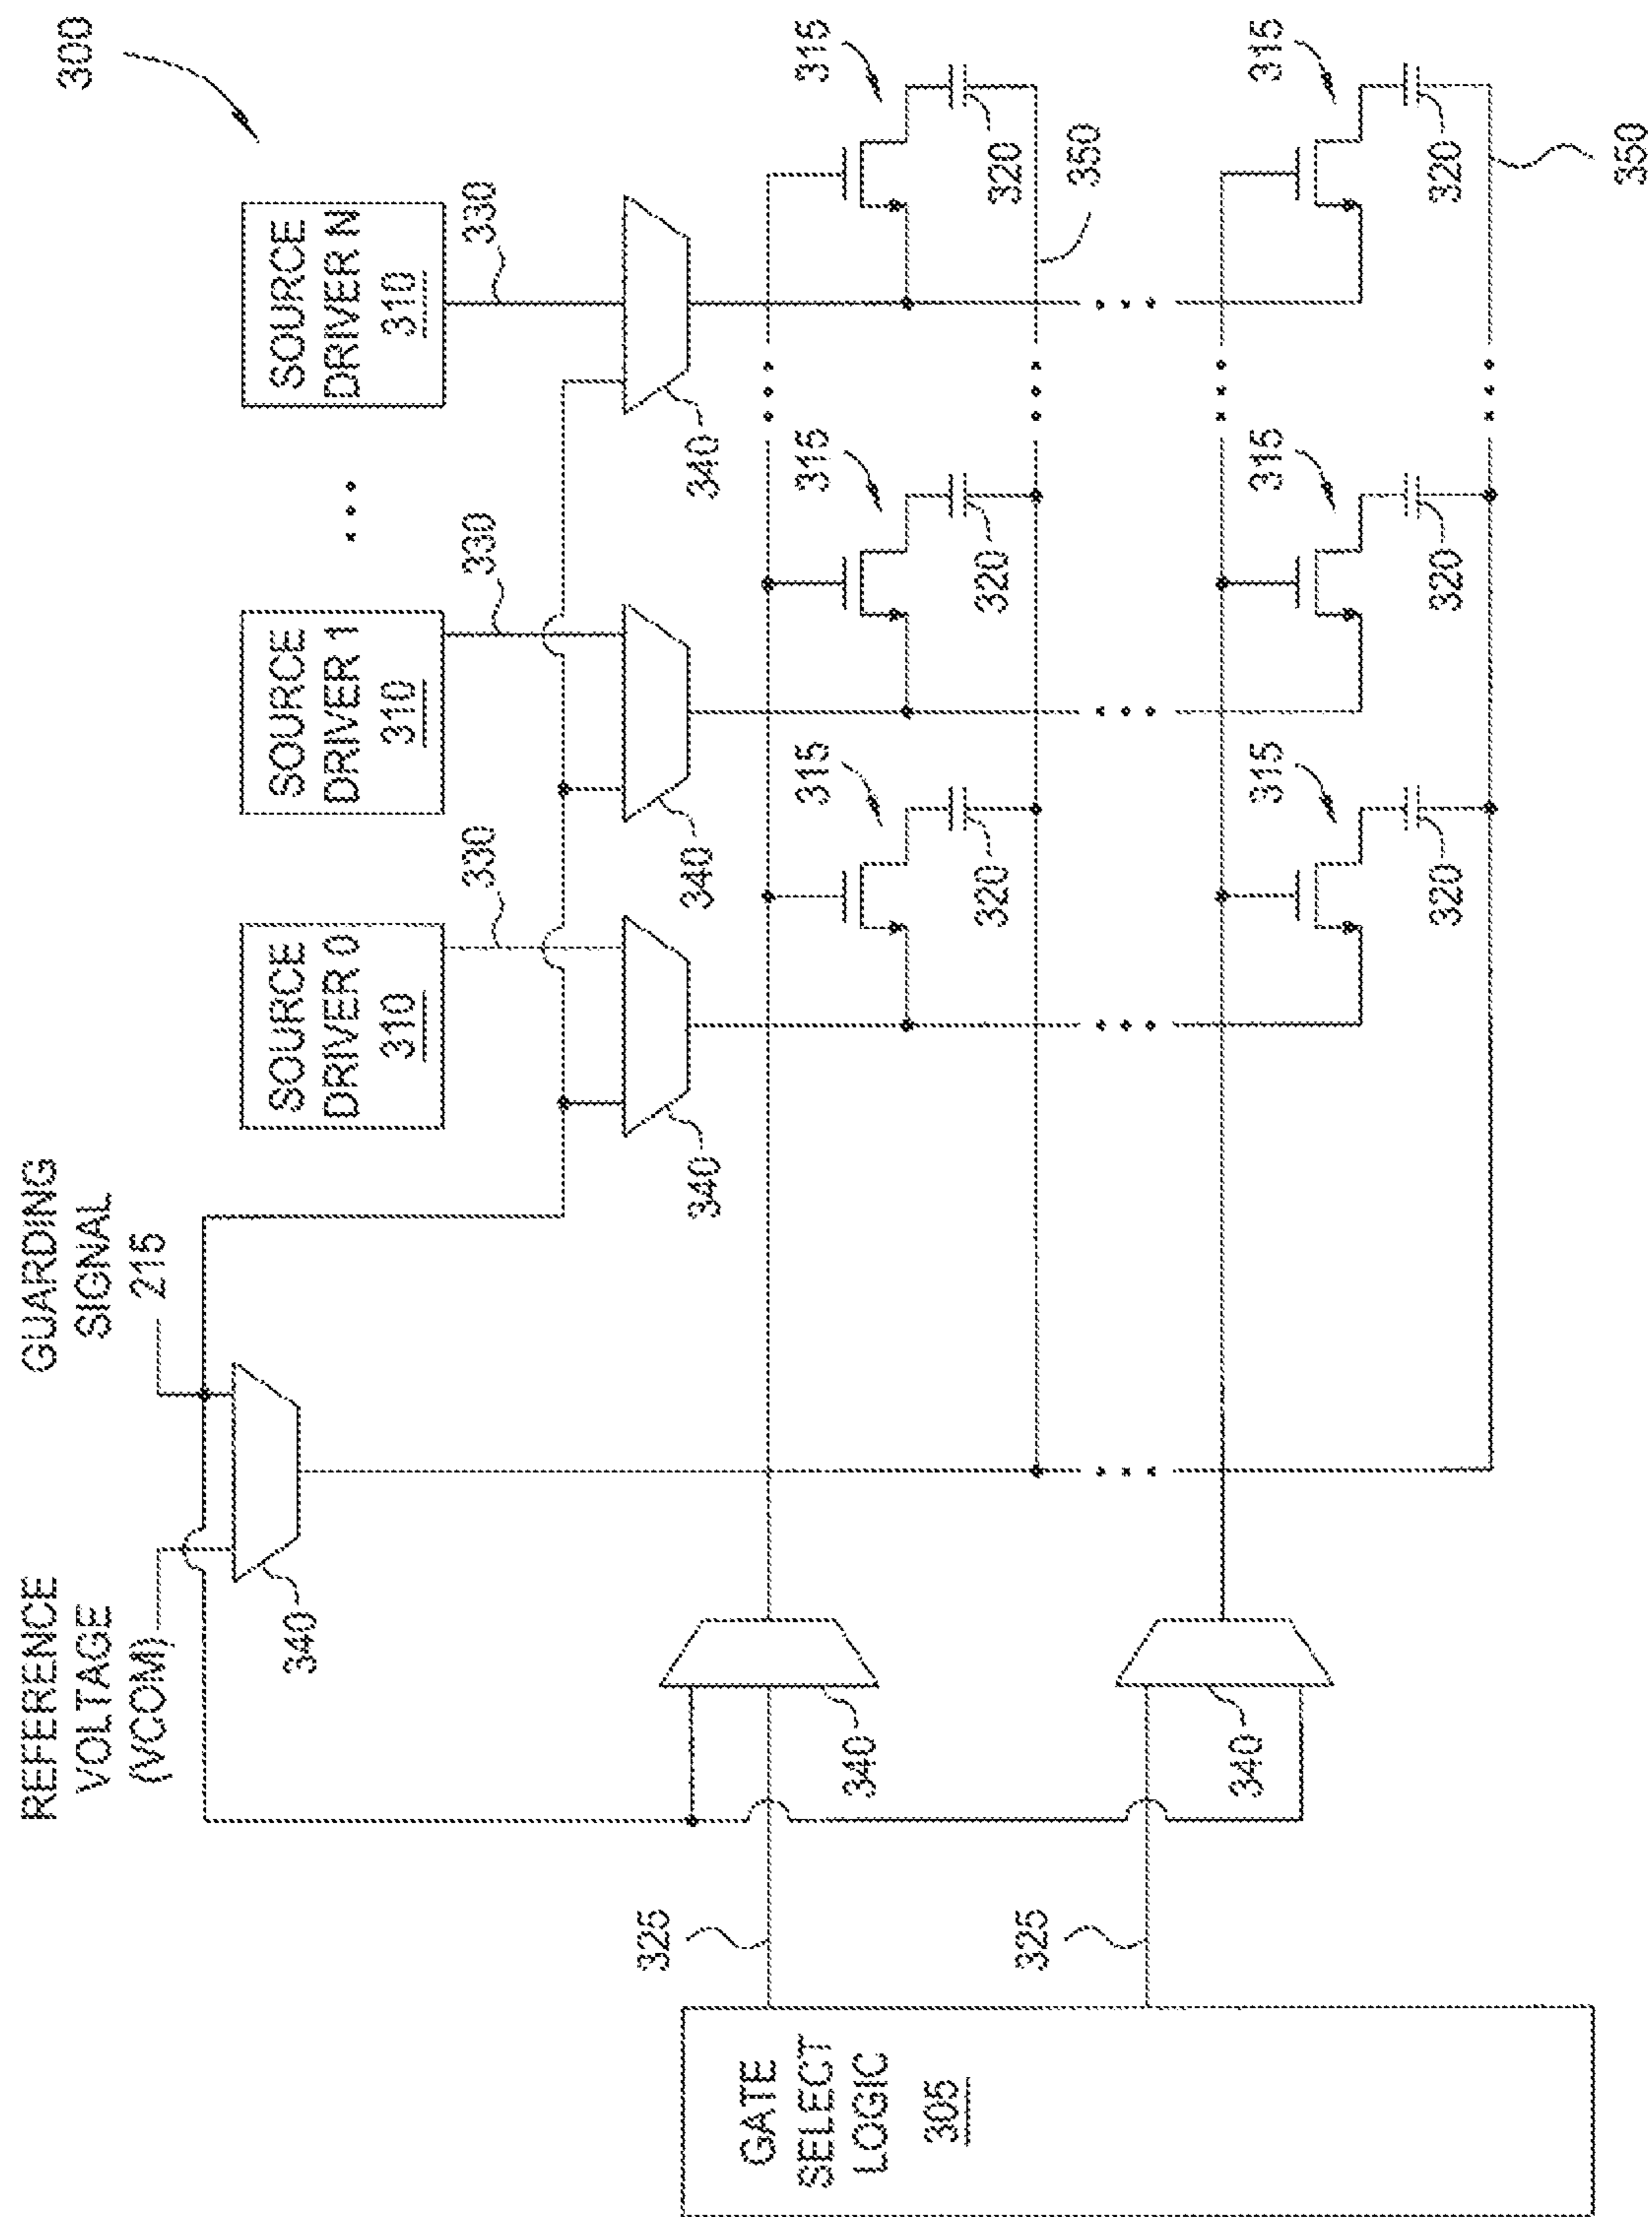 300
REFERENCE
VOLTAGE
(VCOM)
GUARDING
SIGNAL
215
340
SOURCE
DRIVER 0
310
SOURCE
DRIVER 1
310
• • •
SOURCE
DRIVER N
310
330
330
330
340
340
340
325
340
315
315
315
320
320
320
350
325
340
315
315
315
320
320
320
350
GATE
SELECT
LOGIC
305